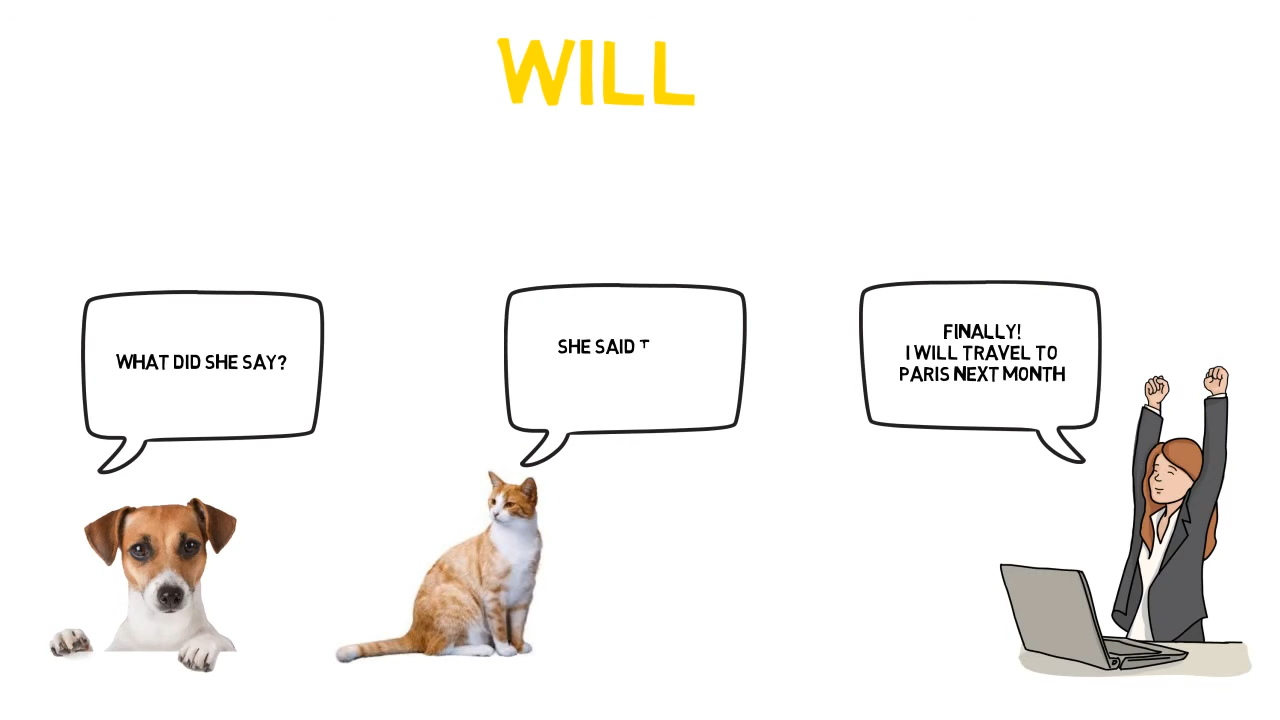 WILL
WHAT DID SHE SAY?
SHE SAID T
FINALLY!
I WILL TRAVEL TO
PARIS NEXT MONTH